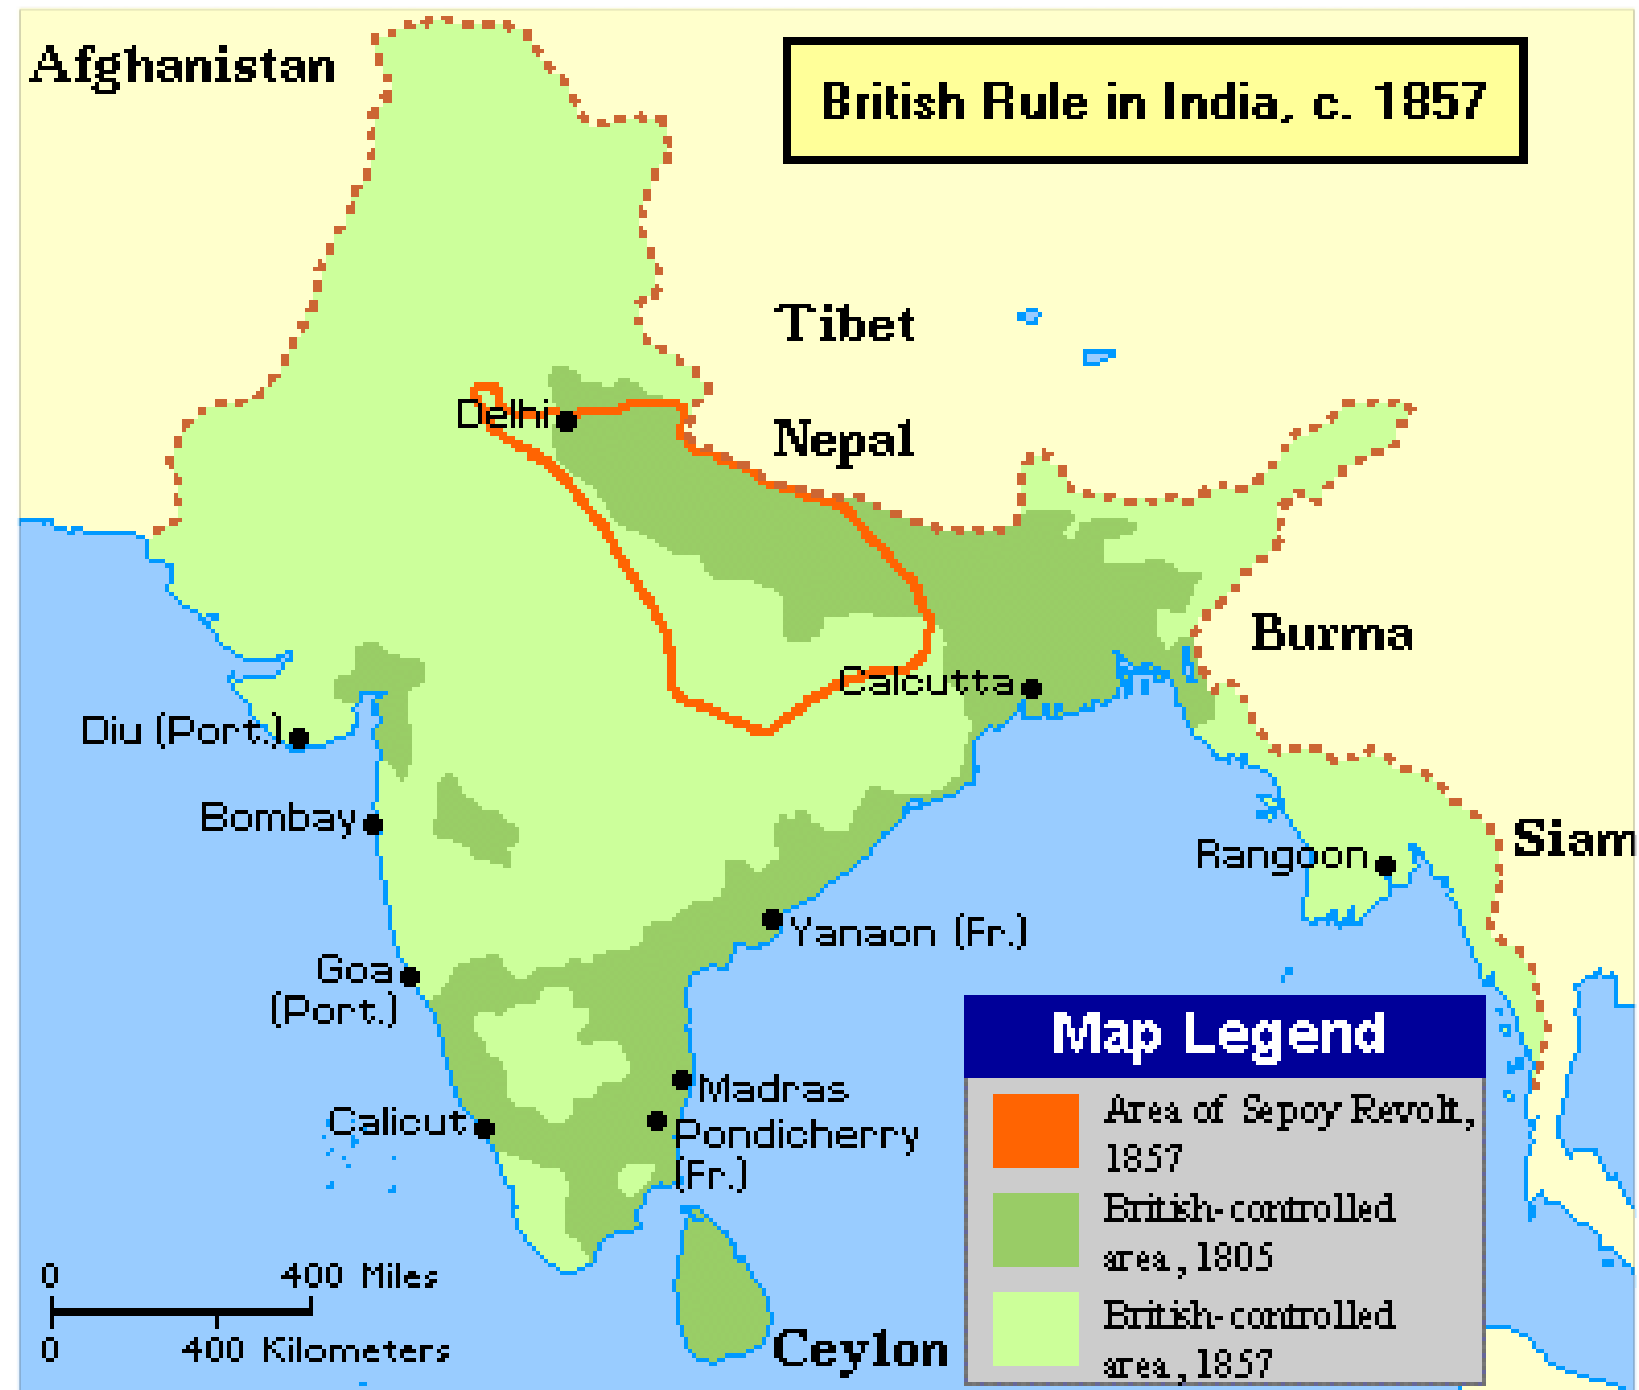 Afghanistan
British Rule in India, c. 1857
Tibet
Delhi
Nepal
Burma
Calcutta
Diu (Port.)
Bombay
Siam
Rangoon
Yanaon (Fr.)
Goa
(Port.)
Map Legend
Madras
Area of Sepoy Revolt,
1857
Calicut
Pondicherry
(Fr.)
British-controlled
area, 1805
0 400 Miles
0 400 Kilometers
Ceylon
British-controlled
area, 1857